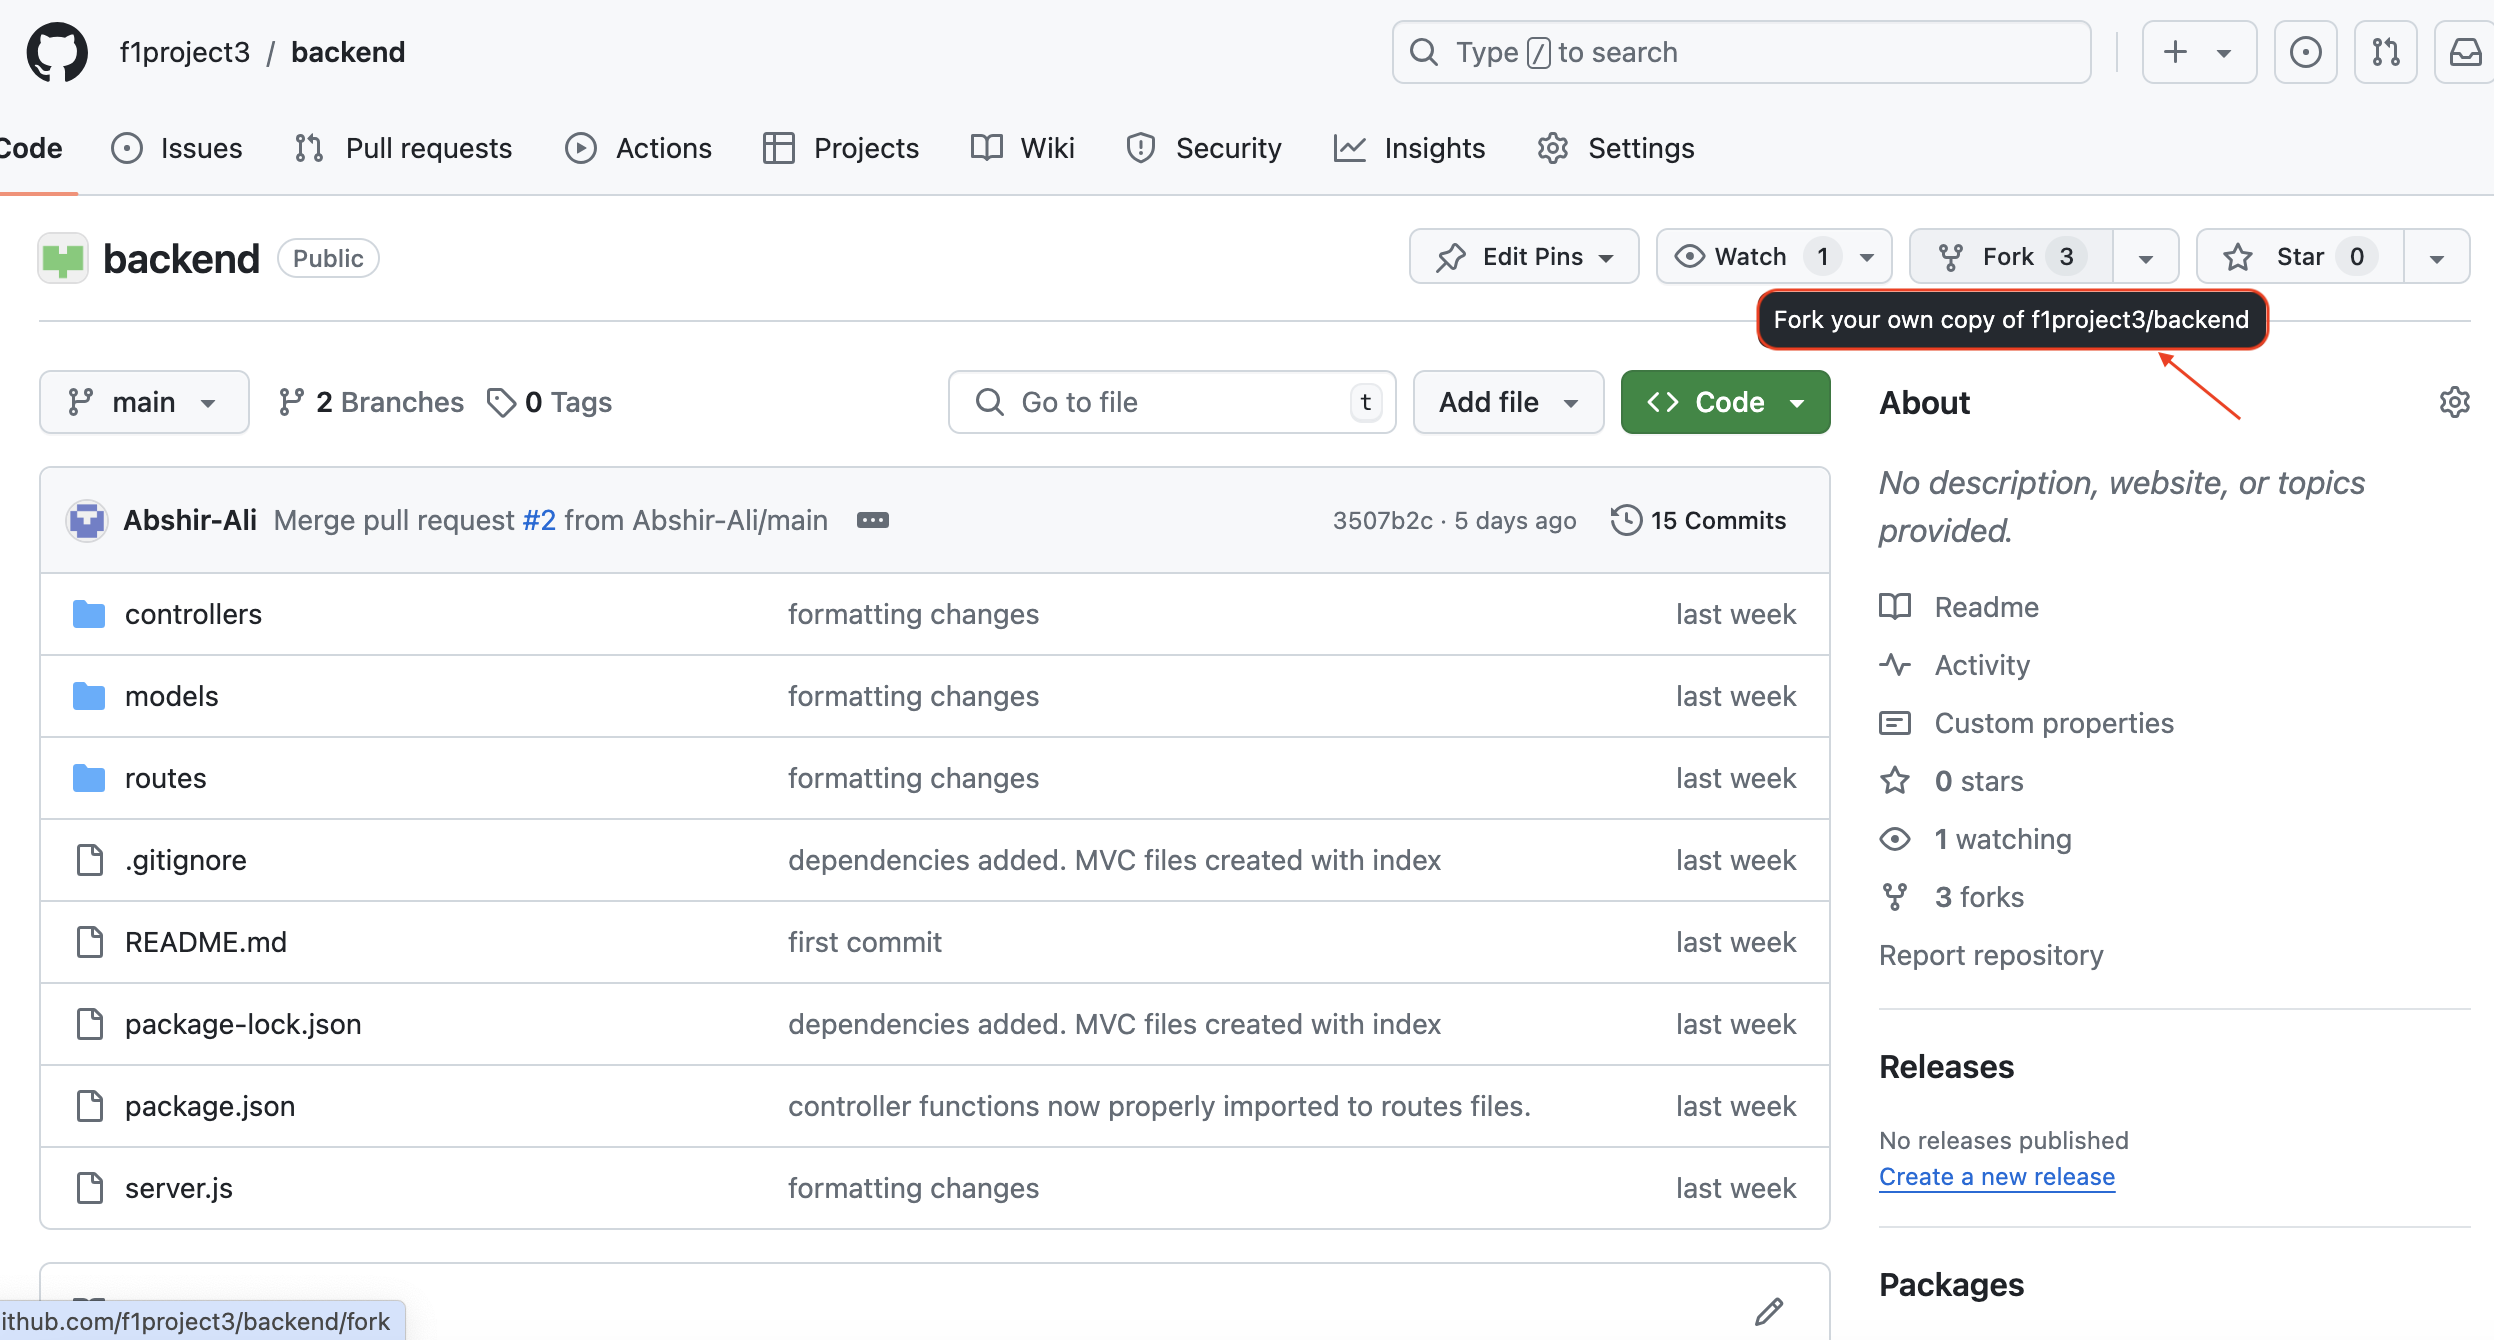 f1project3 / backend
Type / to search
Code Issues Pull requests Actions Projects Wiki Security Insights Settings
backend Public
Edit Pins Watch 1 Fork 3 Star 0
Fork your own copy of f1project3/backend
main 2 Branches 0 Tags Go to file t Add file Code
Abshir-Ali Merge pull request #2 from Abshir-Ali/main 3507b2c · 5 days ago 15 Commits
controllers formatting changes last week
models formatting changes last week
routes formatting changes last week
.gitignore dependencies added. MVC files created with index last week
README.md first commit last week
package-lock.json dependencies added. MVC files created with index last week
package.json controller functions now properly imported to routes files. last week
server.js formatting changes last week
About
No description, website, or topics
provided.
Readme
Activity
Custom properties
0 stars
1 watching
3 forks
Report repository
Releases
No releases published
Create a new release
Packages
ithub.com/f1project3/backend/fork